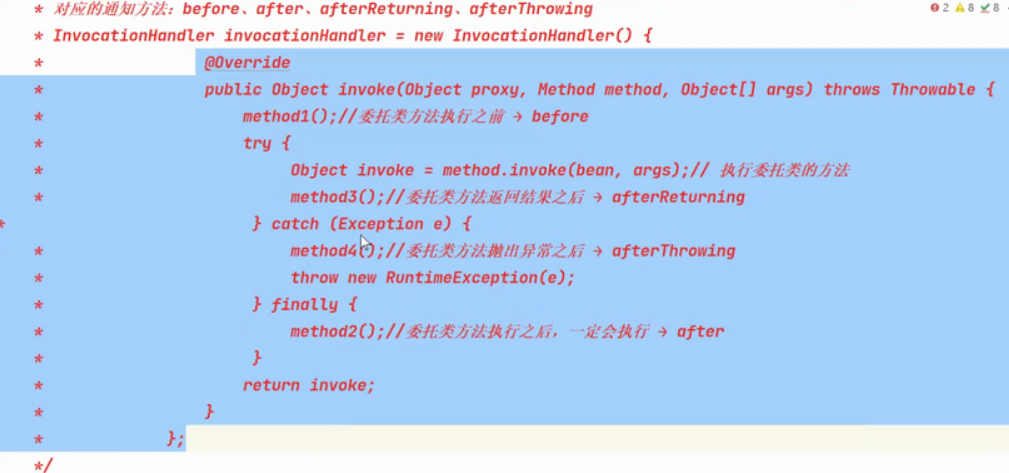 * 对应的通知方法：before、after、afterReturning、afterThrowing
2 8 8
* InvocationHandler invocationHandler = new InvocationHandler() {
* @Override
* public Object invoke(Object proxy, Method method, Object[] args) throws Throwable {
* method1();//委托类方法执行之前 → before
* try {
* Object invoke = method.invoke(bean, args);// 执行委托类的方法
* method3();//委托类方法返回结果之后 → afterReturning
* } catch (Exception e) {
* method4();//委托类方法抛出异常之后 → afterThrowing
* throw new RuntimeException(e);
* } finally {
* method2();//委托类方法执行之后，一定会执行 → after
* }
* return invoke;
* }
* };
*/